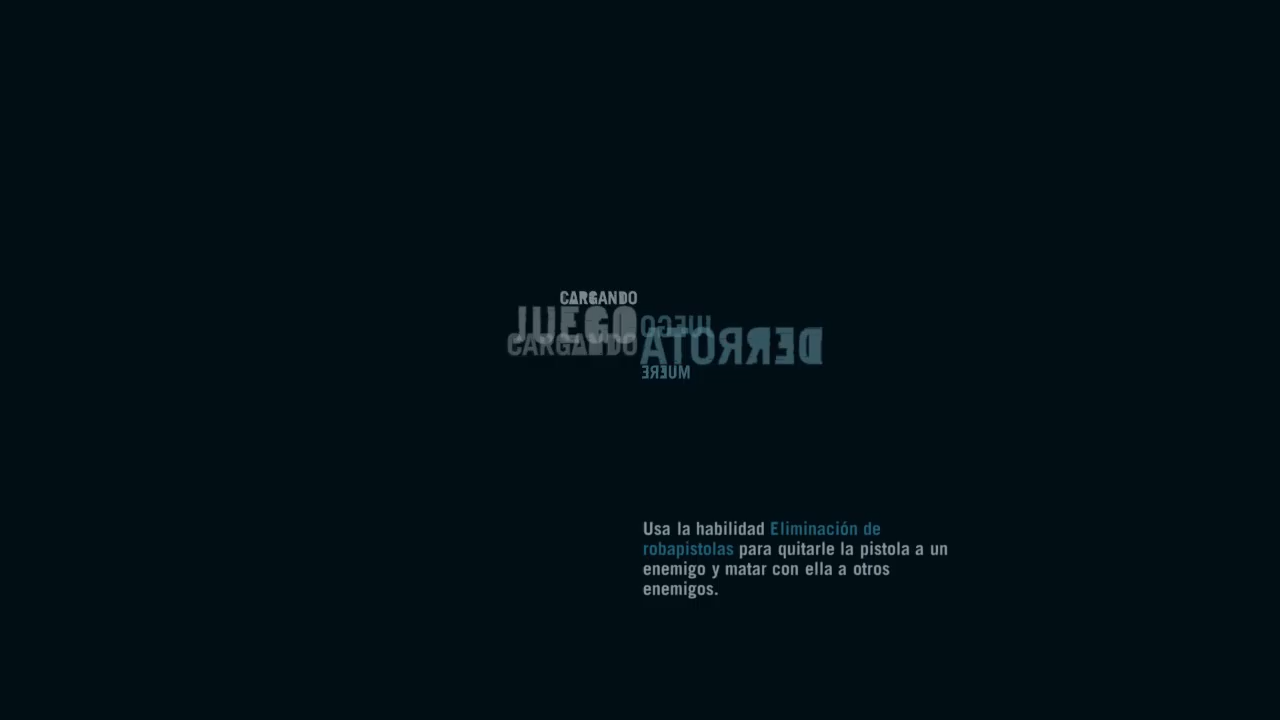 CARGANDO
JUEGO
JUEGO
CARGANDO
DERROTA
MUERE
Usa la habilidad Eliminación de
robapistolas para quitarle la pistola a un
enemigo y matar con ella a otros
enemigos.